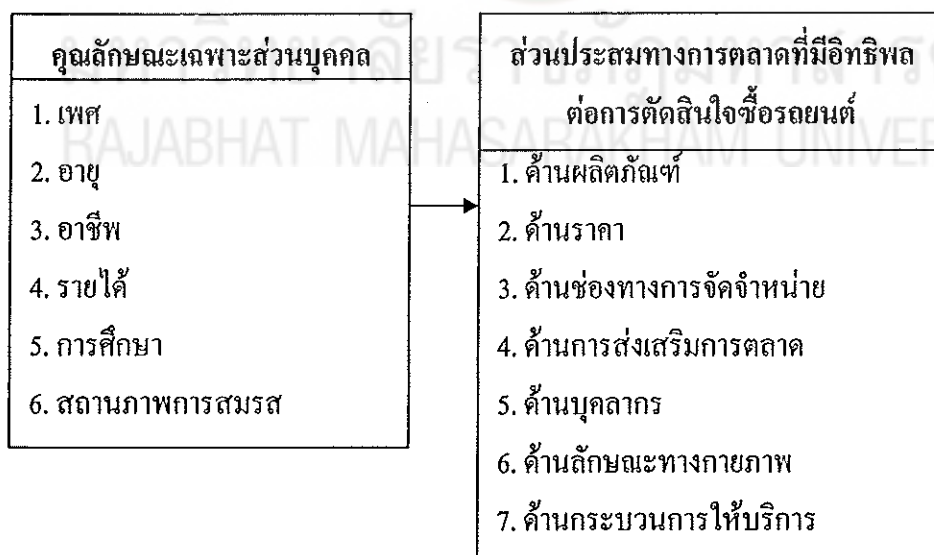 คุณลักษณะเฉพาะส่วนบุคคล
1. เพศ
2. อายุ
3. อาชีพ
4. รายได้
5. การศึกษา
6. สถานภาพการสมรส
ส่วนประสมทางการตลาดที่มีอิทธิพล
ต่อการตัดสินใจซื้อรถยนต์
1. ด้านผลิตภัณฑ์
2. ด้านราคา
3. ด้านช่องทางการจัดจำหน่าย
4. ด้านการส่งเสริมการตลาด
5. ด้านบุคลากร
6. ด้านลักษณะทางกายภาพ
7. ด้านกระบวนการให้บริการ
RAJABHAT MAHASARAKHAM UNIVER